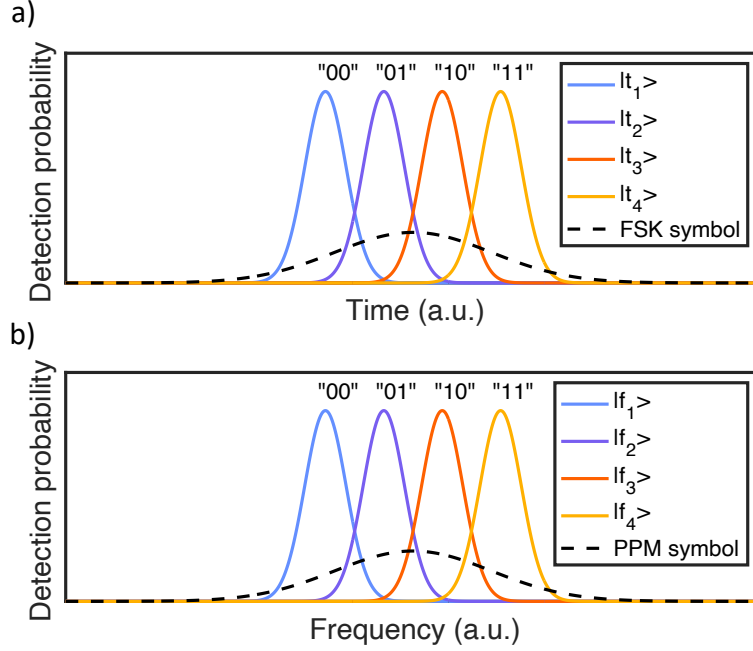 a)
"00" "01" "10" "11"
|t1>
|t2>
|t3>
|t4>
FSK symbol
Detection probability
Time (a.u.)
b)
"00" "01" "10" "11"
|f1>
|f2>
|f3>
|f4>
PPM symbol
Detection probability
Frequency (a.u.)